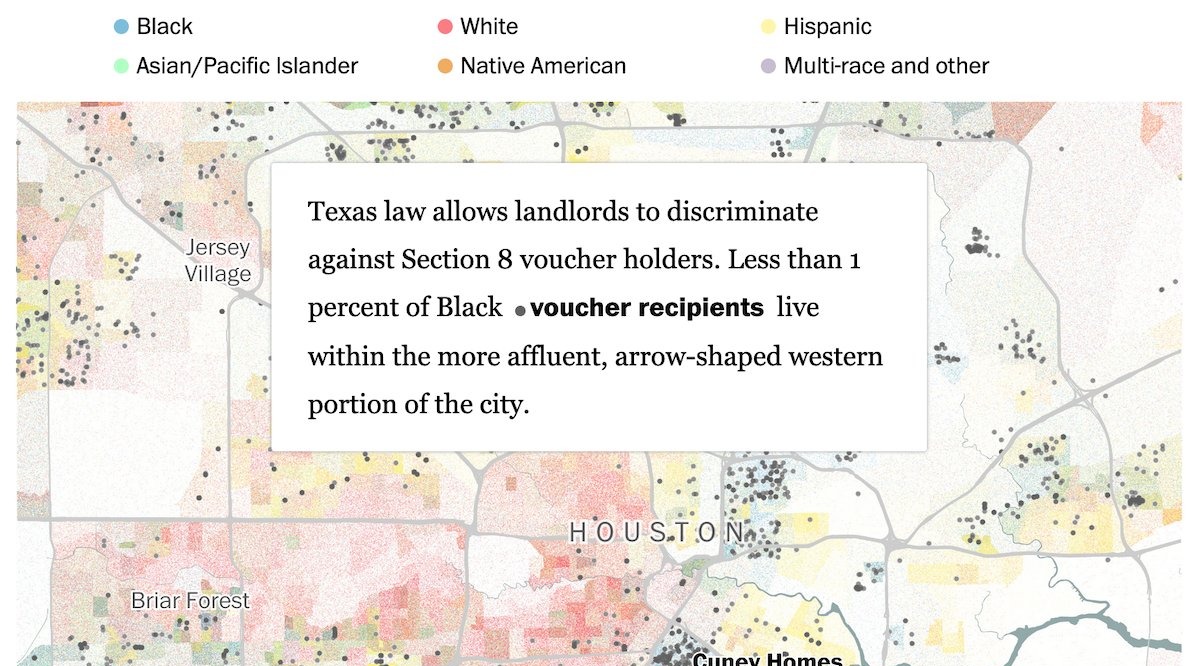 Black
White
Hispanic
Asian/Pacific Islander
Native American
Multi-race and other
Texas law allows landlords to discriminate
against Section 8 voucher holders. Less than 1
percent of Black voucher recipients live
within the more affluent, arrow-shaped western
portion of the city.
Jersey
Village
HOUSTON
Briar Forest
Cuney Homes